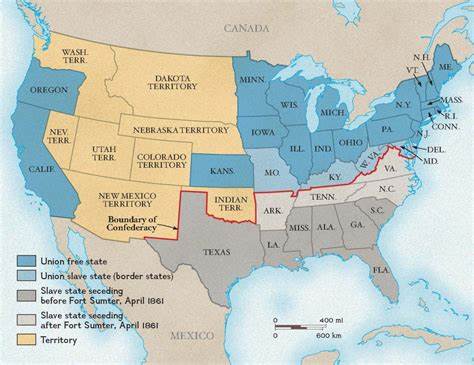 CANADA
WASH.
TERR.
OREGON
DAKOTA
TERRITORY
MINN.
WIS.
MICH.
N.H.
VT.
ME.
N.Y.
MASS.
R.I.
CONN.
NEV.
TERR.
UTAH
TERR.
NEBRASKA TERRITORY
COLORADO
TERRITORY
IOWA
ILL.
IND.
OHIO
PA.
N.J.
DEL.
MD.
CALIF.
KANS.
MO.
KY.
W. VA.
VA.
NEW MEXICO
TERRITORY
INDIAN
TERR.
ARK.
TENN.
N.C.
S.C.
Boundary of
Confederacy
TEXAS
LA.
MISS.
ALA.
GA.
FLA.
Union free state
Union slave state (border states)
Slave state seceding
before Fort Sumter, April 1861
Slave state seceding
after Fort Sumter, April 1861
Territory
MEXICO
0 400 mi
0 600 km